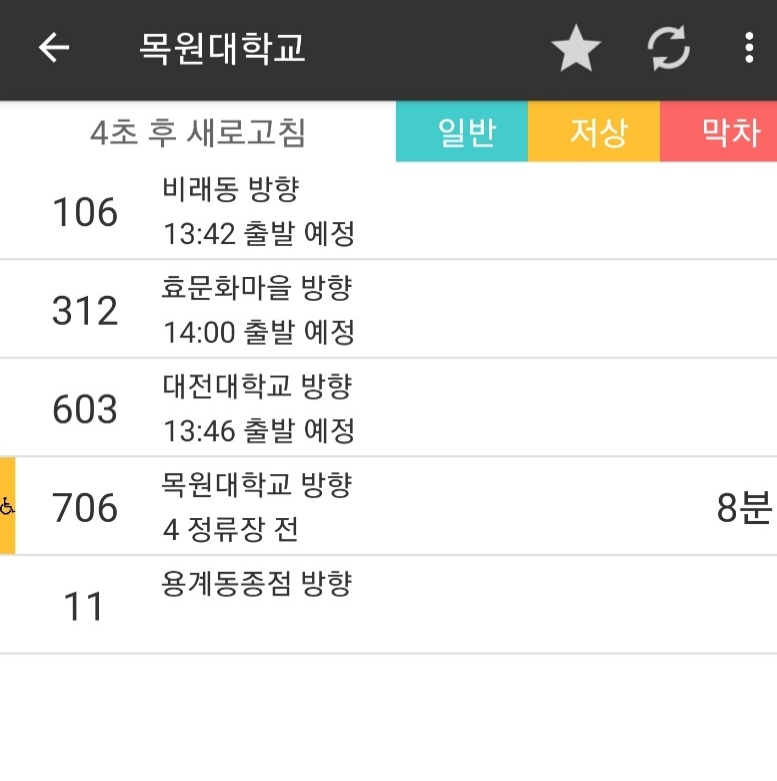 목원대학교
4초 후 새로고침 일반 저상 막차
106 비래동 방향
13:42 출발 예정
312 효문화마을 방향
14:00 출발 예정
603 대전대학교 방향
13:46 출발 예정
706 목원대학교 방향
4 정류장 전 8분
11 용계동종점 방향